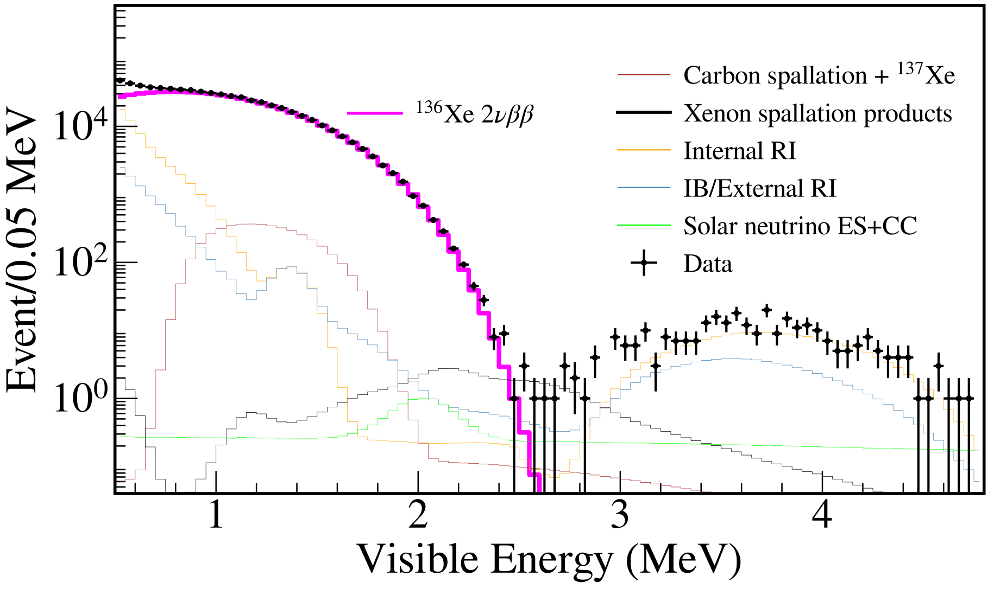 Event/0.05 MeV
10⁴
10²
10⁰
¹³⁶Xe 2νββ
Carbon spallation + ¹³⁷Xe
Xenon spallation products
Internal RI
IB/External RI
Solar neutrino ES+CC
Data
1 2 3 4
Visible Energy (MeV)